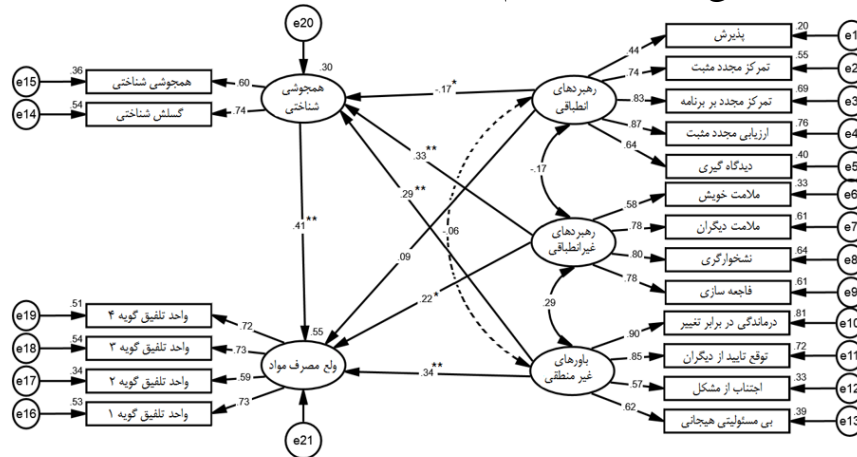 e20
.30
e15
.36
همجوشی شناختی
.60
e14
.54
گسلش شناختی
.74
همجوشی
شناختی
-.17*
.33**
.29**
.41**
.09
-.06
.22*
.34**
رهبردهای
انطباقی
.44
پذیرش
.20
e1
.74
تمرکز مجدد مثبت
.55
e2
.83
تمرکز مجدد بر برنامه
.69
e3
.87
ارزیابی مجدد مثبت
.76
e4
.64
دیدگاه گیری
.40
e5
-.17
رهبردهای
غیرانطباقی
.58
ملامت خویش
.33
e6
.78
ملامت دیگران
.61
e7
.80
نشخوارگری
.64
e8
.78
فاجعه سازی
.61
e9
.29
باورهای
غیر منطقی
.90
درماندگی در برابر تغییر
.81
e10
.85
توقع تایید از دیگران
.72
e11
.57
اجتناب از مشکل
.33
e12
.62
بی مسئولیتی هیجانی
.39
e13
e19
.51
واحد تلفیق گویه ۴
.72
e18
.54
واحد تلفیق گویه ۳
.73
e17
.34
واحد تلفیق گویه ۲
.59
e16
.53
واحد تلفیق گویه ۱
.73
.55
ولع مصرف مواد
e21